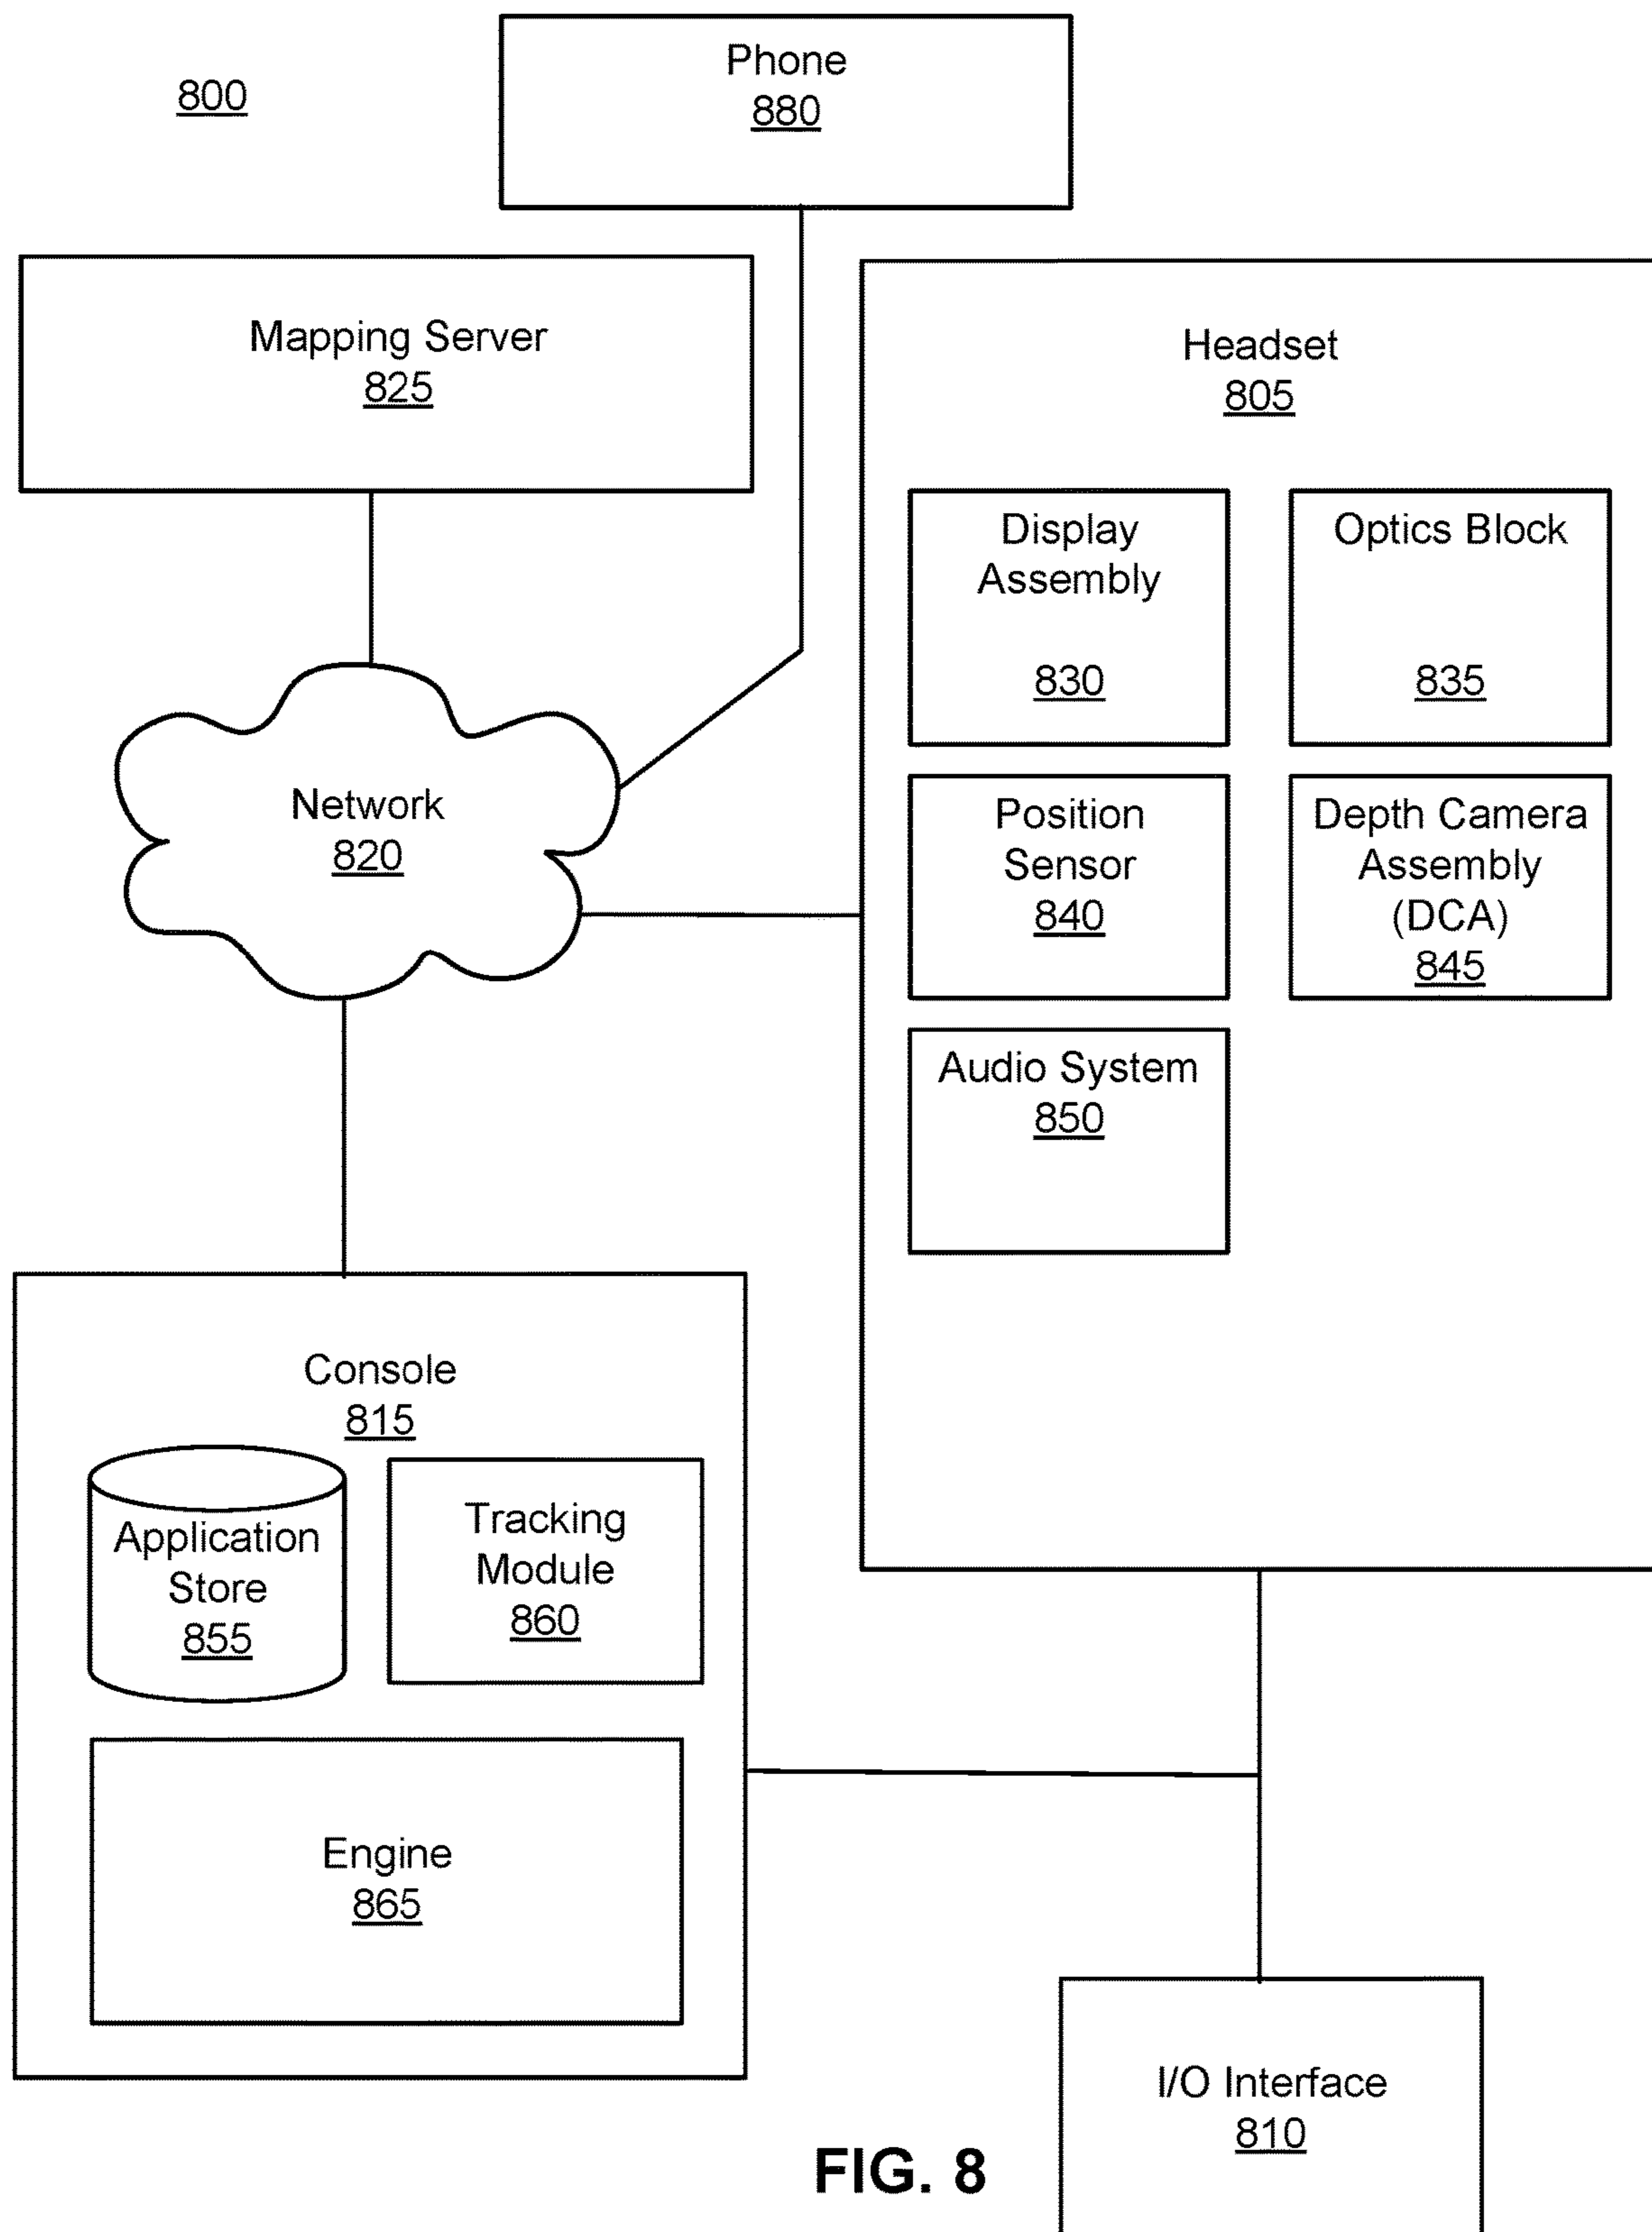 800
Phone
880
Mapping Server
825
Headset
805
Display
Assembly
830
Optics Block
835
Network
820
Position
Sensor
840
Depth Camera
Assembly
(DCA)
845
Audio System
850
Console
815
Application
Store
855
Tracking
Module
860
Engine
865
I/O Interface
810
FIG. 8